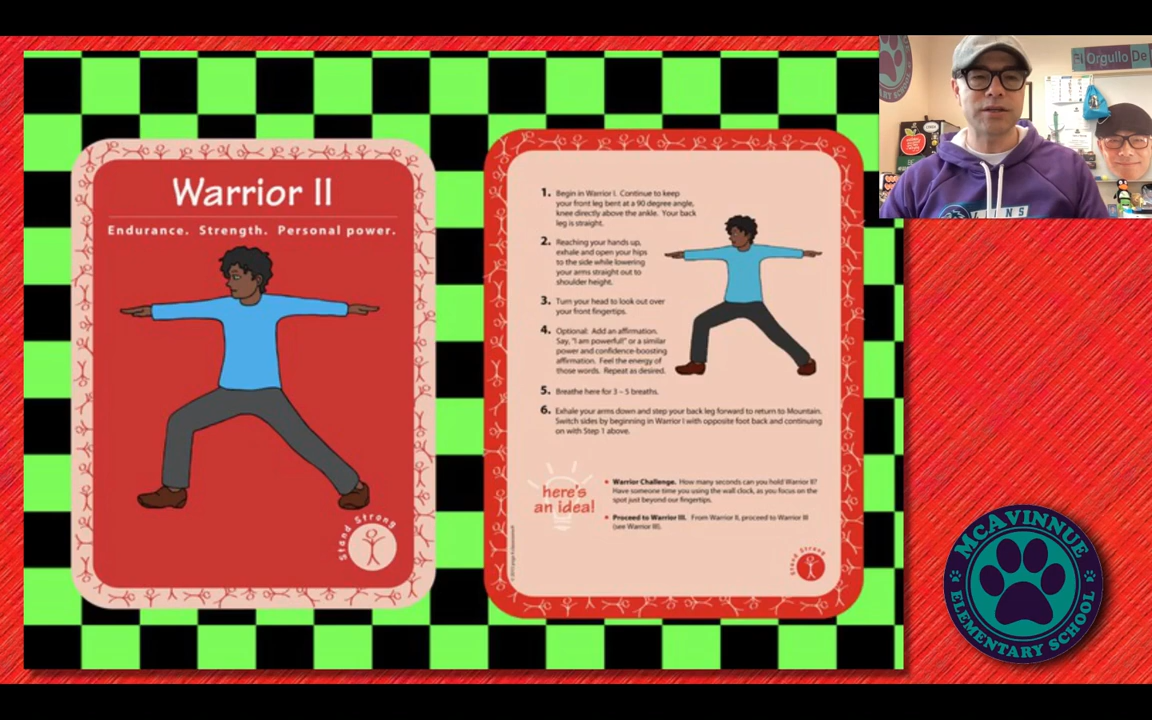 Warrior II
Endurance. Strength. Personal power.
Stand Strong
1. Begin in Warrior I. Continue to keep
your front leg bent at a 90 degree angle,
knee directly above the ankle. Your back
leg is straight.
2. Reaching your hands up,
exhale and open your hips
to the side while lowering
your arms straight out to
shoulder height.
3. Turn your head to look out over
your front fingertips.
4. Optional: Add an affirmation.
Say, "I am powerful!" or a similar
power and confidence-boosting
affirmation. Feel the energy of
those words. Repeat as desired.
5. Breathe here for 3 – 5 breaths.
6. Exhale your arms down and step your back leg forward to return to Mountain.
Switch sides by beginning in Warrior I with opposite foot back and continuing
on with Step 1 above.
here's
an idea!
• Warrior Challenge. How many seconds can you hold Warrior II?
Have someone time you using the wall clock, as you focus on the
spot just beyond our fingertips.
• Proceed to Warrior III. From Warrior II, proceed to Warrior III
(see Warrior III).
Stand Strong
El Orgullo De
ARY SCHOOL
MCAVINNUE
ELEMENTARY SCHOOL